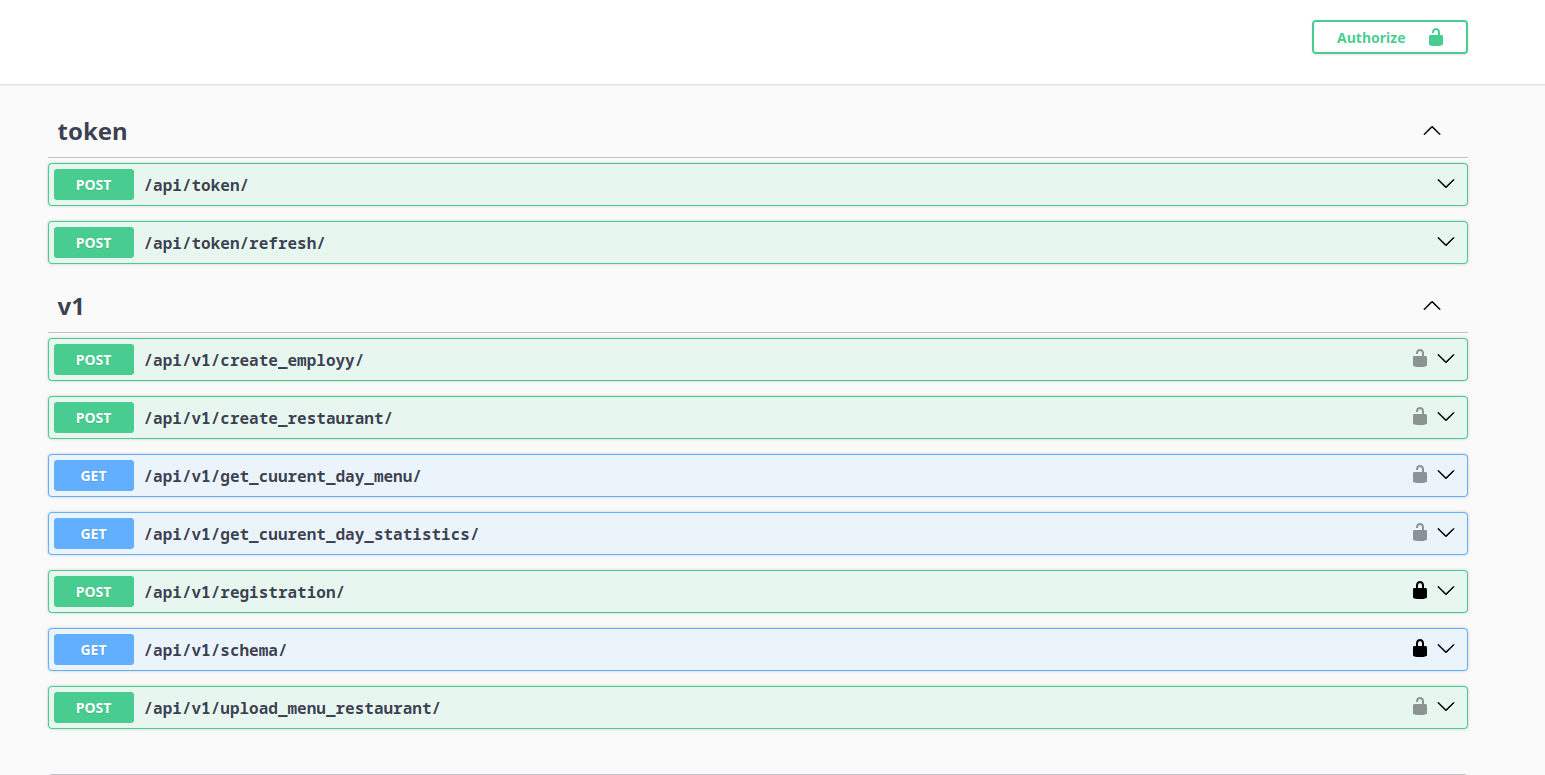 Authorize
token
POST /api/token/
POST /api/token/refresh/
v1
POST /api/v1/create_employy/
POST /api/v1/create_restaurant/
GET /api/v1/get_cuurent_day_menu/
GET /api/v1/get_cuurent_day_statistics/
POST /api/v1/registration/
GET /api/v1/schema/
POST /api/v1/upload_menu_restaurant/